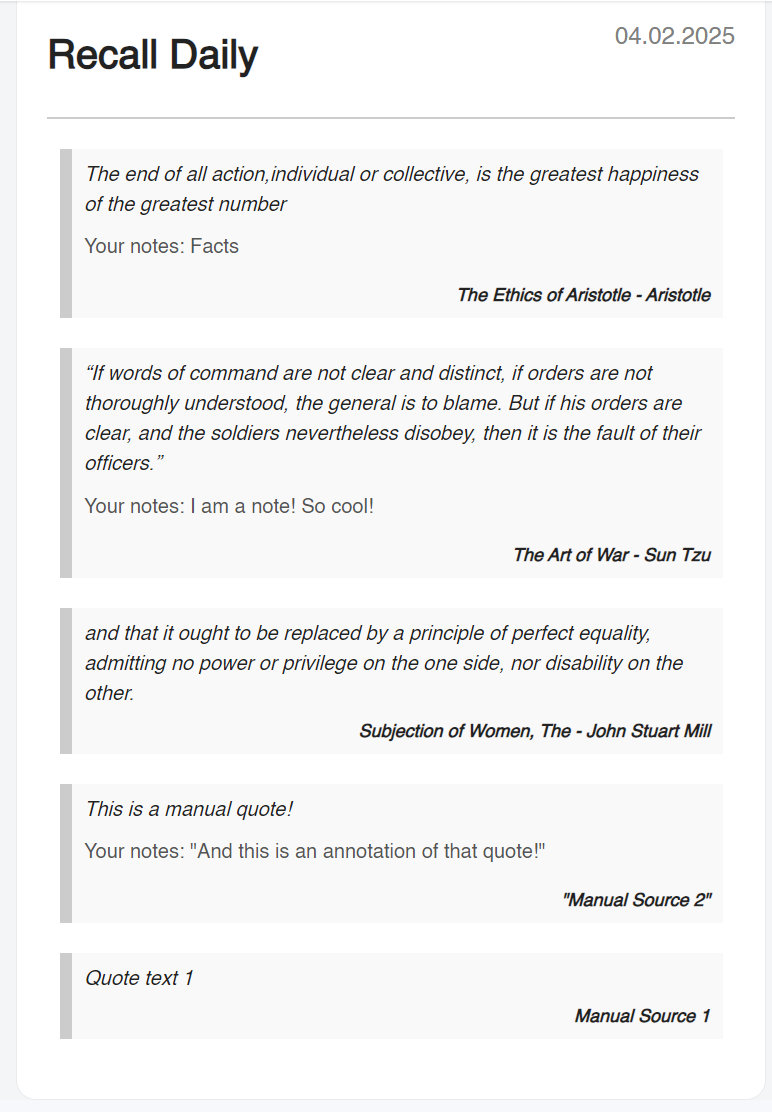 Recall Daily
04.02.2025
The end of all action,individual or collective, is the greatest happiness
of the greatest number
Your notes: Facts
The Ethics of Aristotle - Aristotle
“If words of command are not clear and distinct, if orders are not
thoroughly understood, the general is to blame. But if his orders are
clear, and the soldiers nevertheless disobey, then it is the fault of their
officers.”
Your notes: I am a note! So cool!
The Art of War - Sun Tzu
and that it ought to be replaced by a principle of perfect equality,
admitting no power or privilege on the one side, nor disability on the
other.
Subjection of Women, The - John Stuart Mill
This is a manual quote!
Your notes: "And this is an annotation of that quote!"
"Manual Source 2"
Quote text 1
Manual Source 1